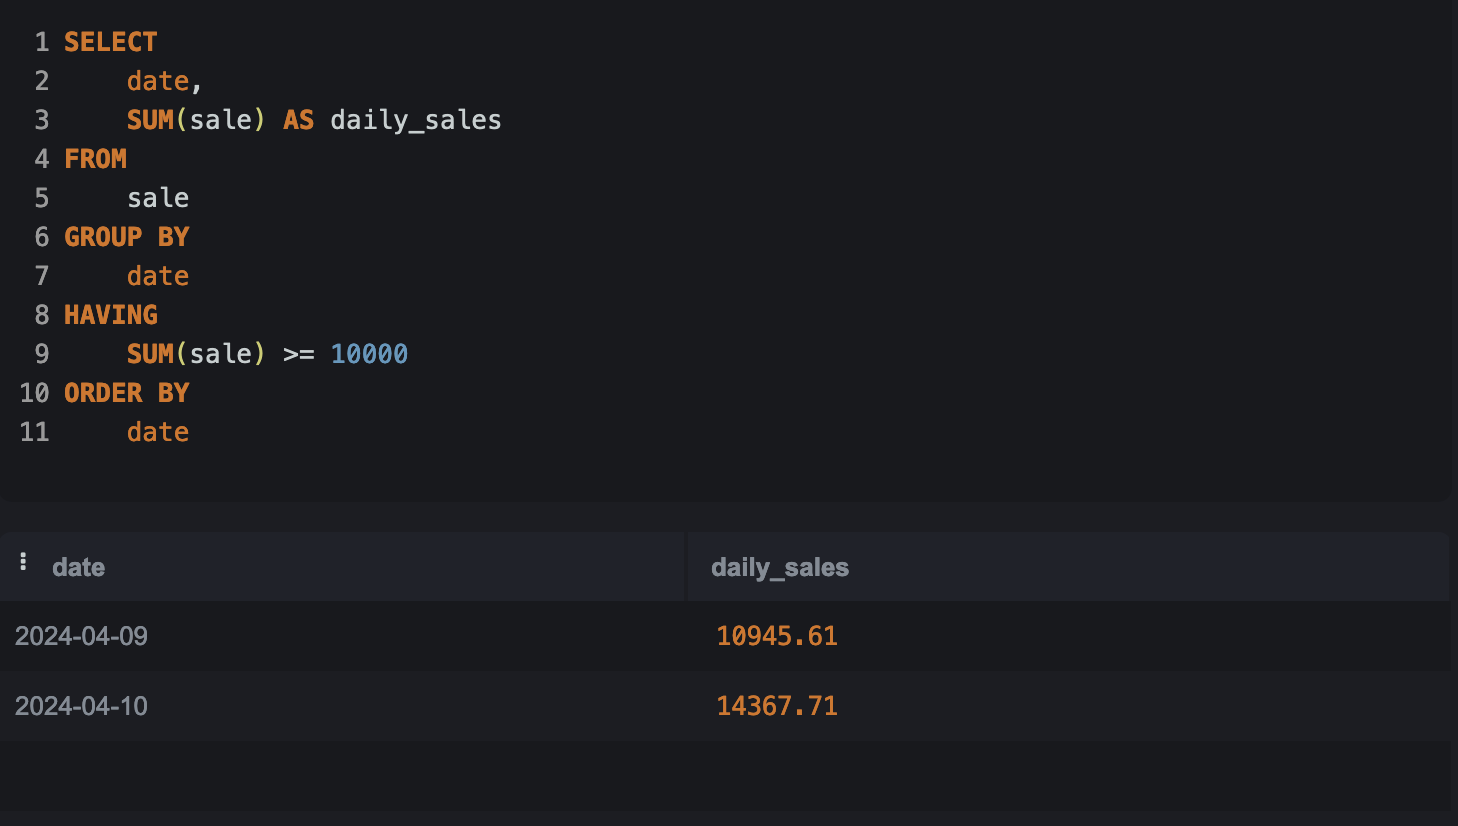 1 SELECT
2     date,
3     SUM(sale) AS daily_sales
4 FROM
5     sale
6 GROUP BY
7     date
8 HAVING
9     SUM(sale) >= 10000
10 ORDER BY
11     date
date daily_sales
2024-04-09 10945.61
2024-04-10 14367.71